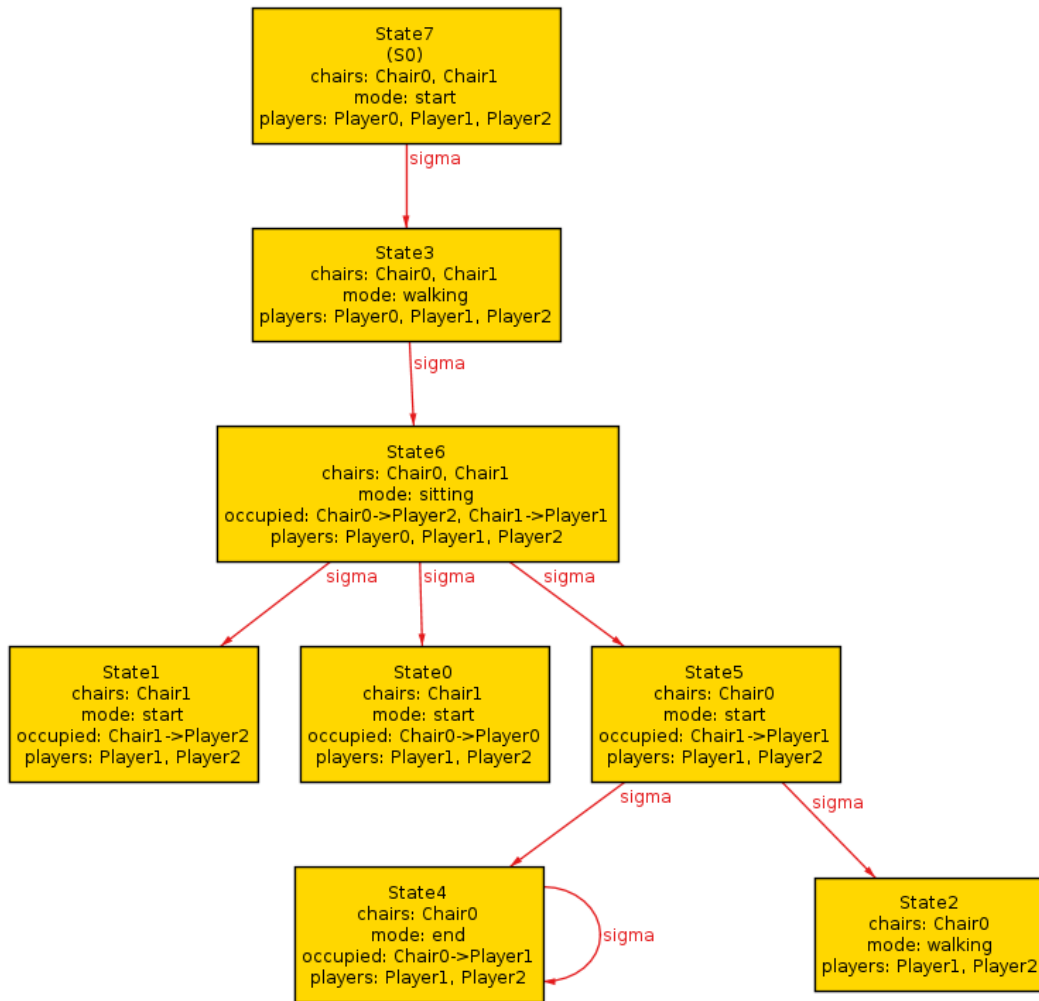 State7
(S0)
chairs: Chair0, Chair1
mode: start
players: Player0, Player1, Player2
sigma
State3
chairs: Chair0, Chair1
mode: walking
players: Player0, Player1, Player2
sigma
State6
chairs: Chair0, Chair1
mode: sitting
occupied: Chair0->Player2, Chair1->Player1
players: Player0, Player1, Player2
sigma
sigma
sigma
State1
chairs: Chair1
mode: start
occupied: Chair1->Player2
players: Player1, Player2
State0
chairs: Chair1
mode: start
occupied: Chair0->Player0
players: Player1, Player2
State5
chairs: Chair0
mode: start
occupied: Chair1->Player1
players: Player1, Player2
sigma
sigma
State4
chairs: Chair0
mode: end
occupied: Chair0->Player1
players: Player1, Player2
sigma
State2
chairs: Chair0
mode: walking
players: Player1, Player2